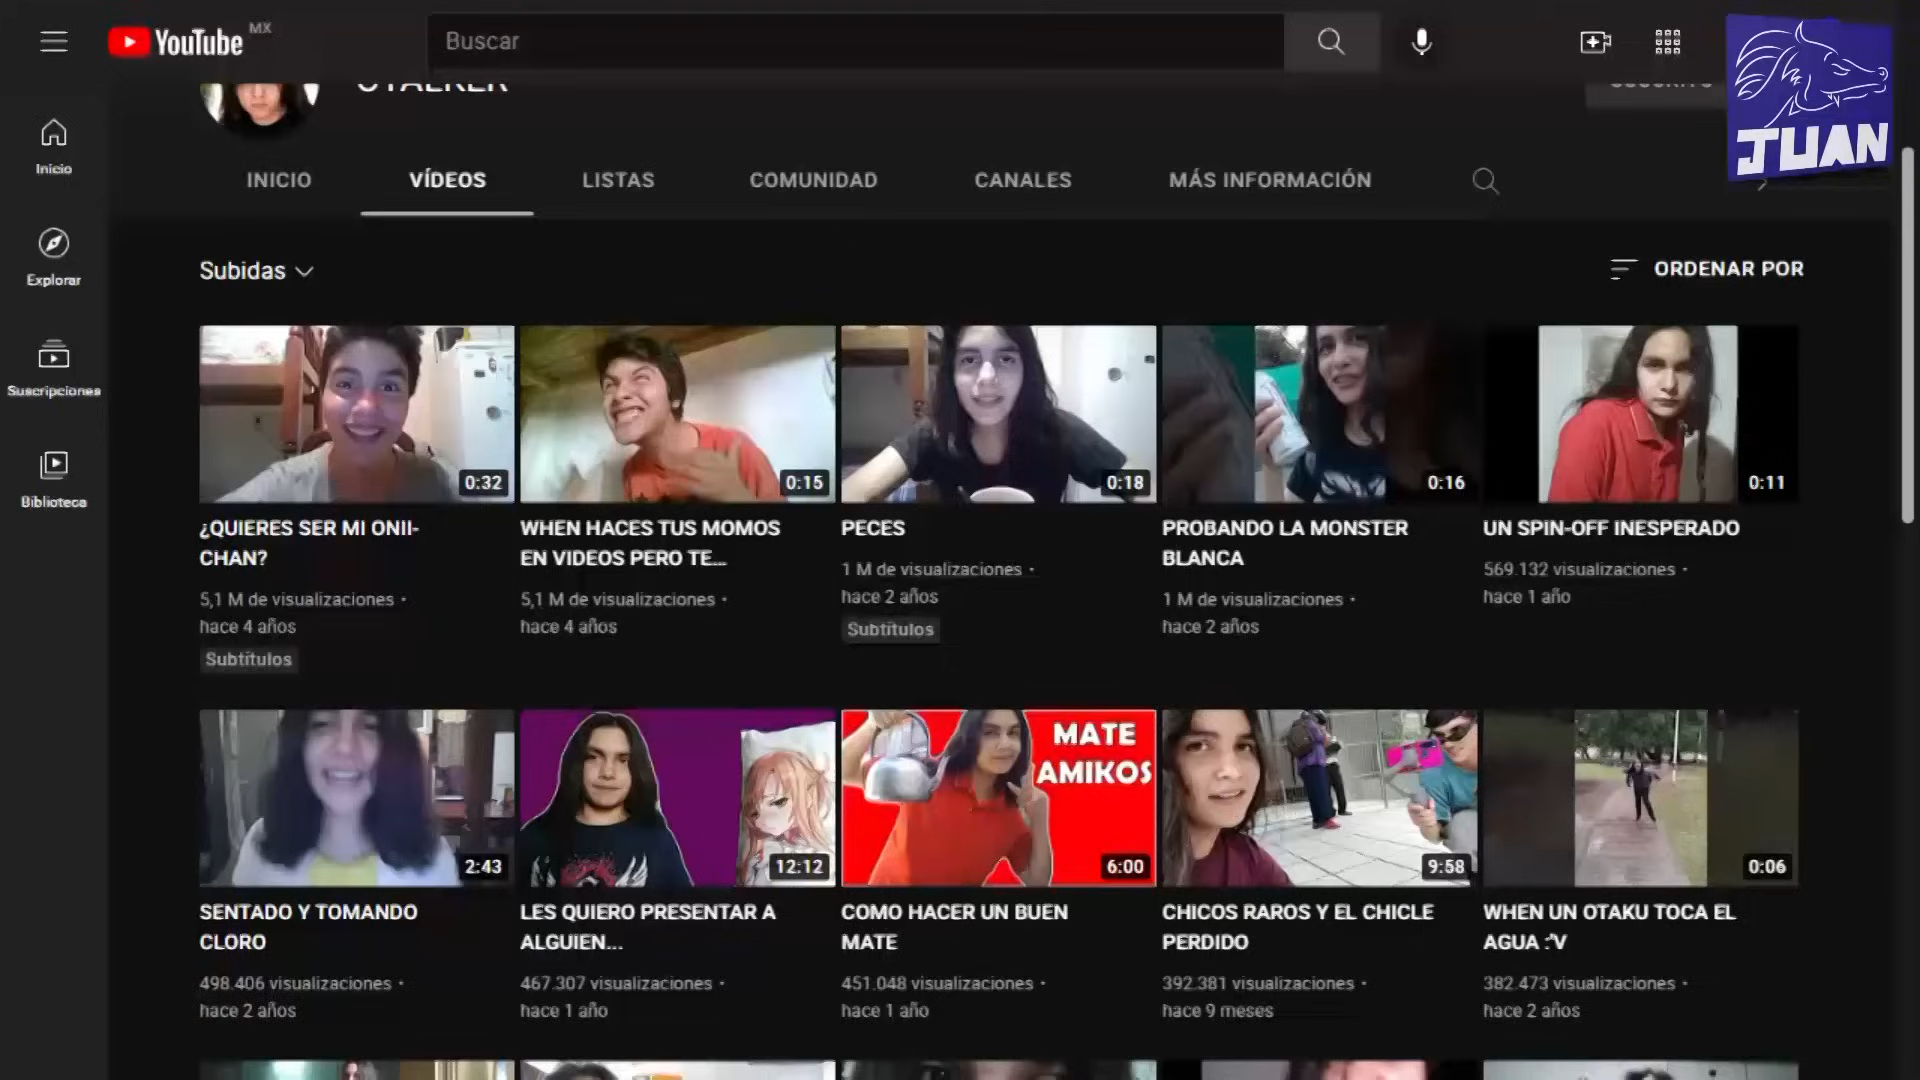 YouTube MX
Buscar
JUAN
STALKER
SUSCRITO
INICIO
VÍDEOS
LISTAS
COMUNIDAD
CANALES
MÁS INFORMACIÓN
Inicio
Explorar
Suscripciones
Biblioteca
Subidas
ORDENAR POR
0:32
0:15
0:18
0:16
0:11
¿QUIERES SER MI ONII-
CHAN?
5,1 M de visualizaciones •
hace 4 años
Subtítulos
WHEN HACES TUS MOMOS
EN VIDEOS PERO TE...
5,1 M de visualizaciones •
hace 4 años
PECES
1 M de visualizaciones •
hace 2 años
Subtítulos
PROBANDO LA MONSTER
BLANCA
1 M de visualizaciones •
hace 2 años
UN SPIN-OFF INESPERADO
569.132 visualizaciones •
hace 1 año
MATE
AMIKOS
2:43
12:12
6:00
9:58
0:06
SENTADO Y TOMANDO
CLORO
498.406 visualizaciones •
hace 2 años
LES QUIERO PRESENTAR A
ALGUIEN...
467.307 visualizaciones •
hace 1 año
COMO HACER UN BUEN
MATE
451.048 visualizaciones •
hace 1 año
CHICOS RAROS Y EL CHICLE
PERDIDO
392.381 visualizaciones •
hace 9 meses
WHEN UN OTAKU TOCA EL
AGUA :'V
382.473 visualizaciones •
hace 2 años